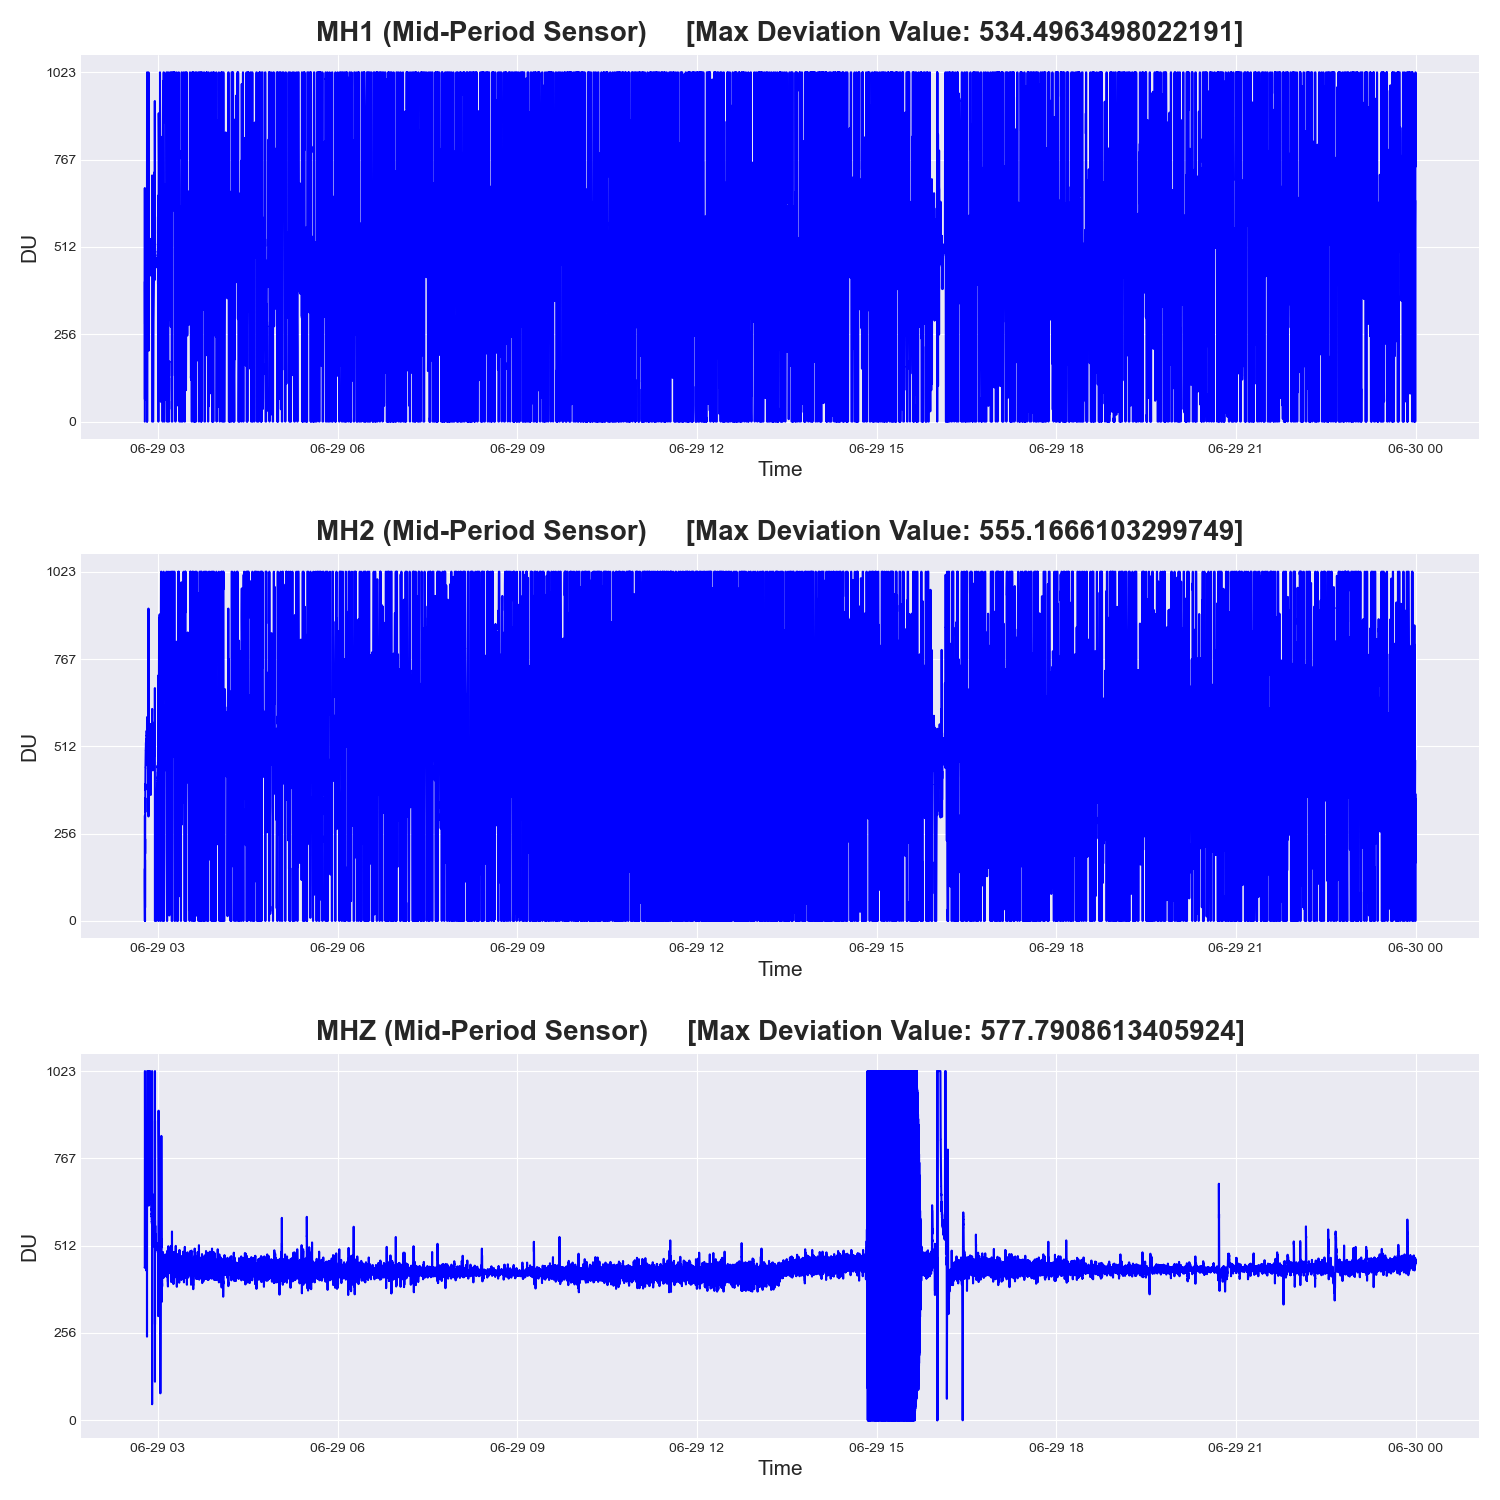 MH1 (Mid-Period Sensor) [Max Deviation Value: 534.4963498022191]
1023
767
512
256
0
DU
06-29 03 06-29 06 06-29 09 06-29 12 06-29 15 06-29 18 06-29 21 06-30 00
Time
MH2 (Mid-Period Sensor) [Max Deviation Value: 555.1666103299749]
1023
767
512
256
0
DU
06-29 03 06-29 06 06-29 09 06-29 12 06-29 15 06-29 18 06-29 21 06-30 00
Time
MHZ (Mid-Period Sensor) [Max Deviation Value: 577.7908613405924]
1023
767
512
256
0
DU
06-29 03 06-29 06 06-29 09 06-29 12 06-29 15 06-29 18 06-29 21 06-30 00
Time